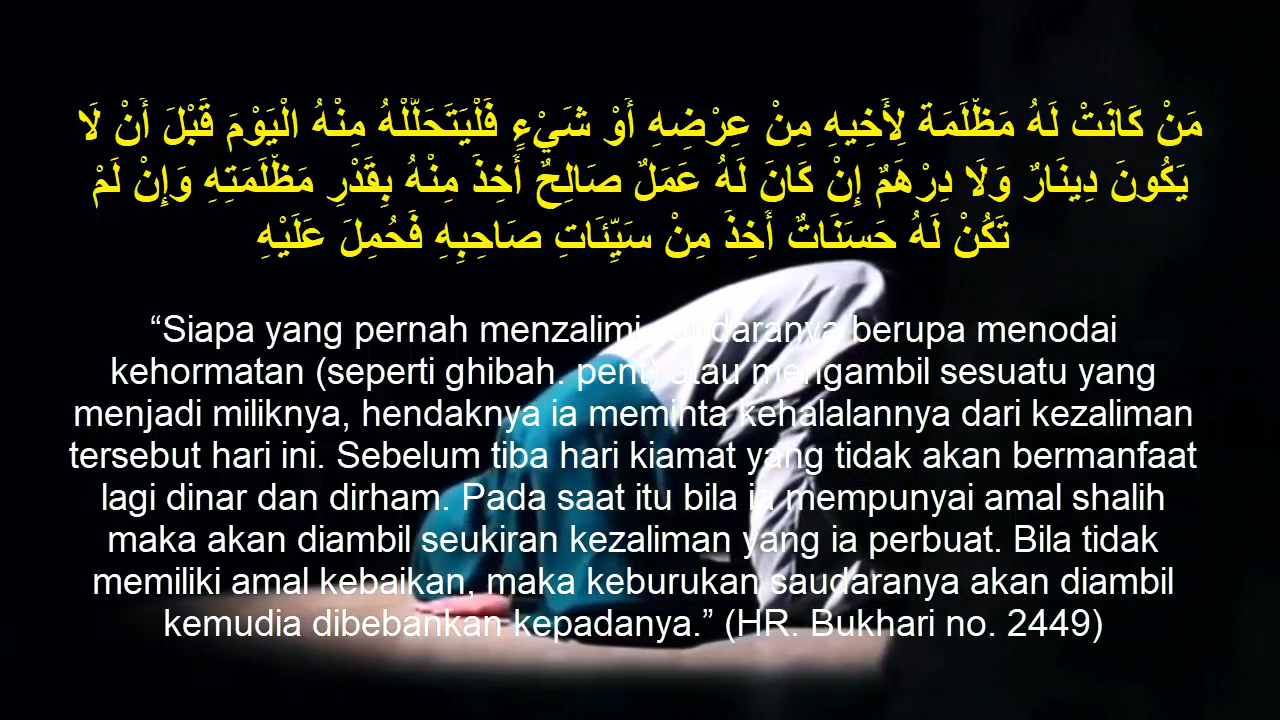 مَنْ كَانَتْ لَهُ مَظْلَمَة لِأَخِيهِ مِنْ عِرْضِهِ أَوْ شَيْءٍ فَلْيَتَحَلَّلْهُ مِنْهُ الْيَوْمَ قَبْلَ أَنْ لَا
يَكُونَ دِينَارٌ وَلَا دِرْهَمٌ إِنْ كَانَ لَهُ عَمَلٌ صَالِحٌ أُخِذَ مِنْهُ بِقَدْرِ مَظْلَمَتِهِ وَإِنْ لَمْ
تَكُنْ لَهُ حَسَنَاتٌ أُخِذَ مِنْ سَيِّئَاتِ صَاحِبِهِ فَحُمِلَ عَلَيْهِ
“Siapa yang pernah menzalimi saudaranya berupa menodai
kehormatan (seperti ghibah. pent) atau mengambil sesuatu yang
menjadi miliknya, hendaknya ia meminta kehalalannya dari kezaliman
tersebut hari ini. Sebelum tiba hari kiamat yang tidak akan bermanfaat
lagi dinar dan dirham. Pada saat itu bila ia mempunyai amal shalih
maka akan diambil seukiran kezaliman yang ia perbuat. Bila tidak
memiliki amal kebaikan, maka keburukan saudaranya akan diambil
kemudia dibebankan kepadanya.” (HR. Bukhari no. 2449)